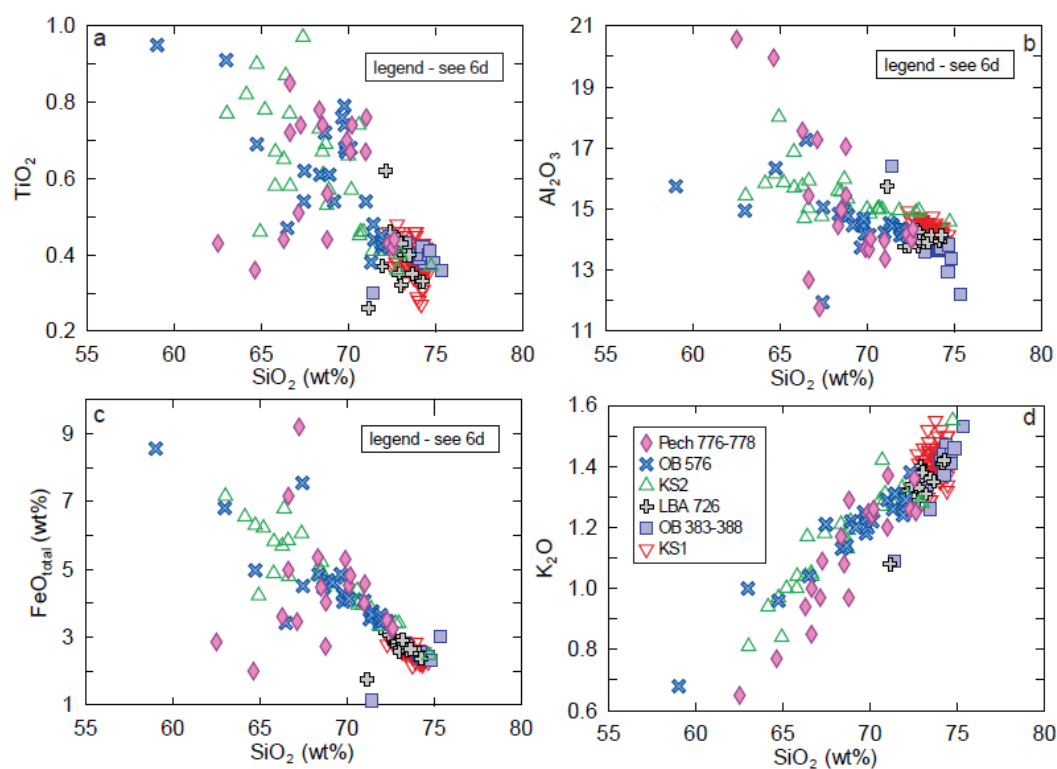 a
legend - see 6d
1.0
0.8
0.6
0.4
0.2
TiO₂
55 60 65 70 75 80
SiO₂ (wt%)
b
legend - see 6d
21
19
17
15
13
11
Al₂O₃
55 60 65 70 75 80
SiO₂ (wt%)
c
legend - see 6d
9
7
5
3
1
FeOtotal (wt%)
55 60 65 70 75 80
SiO₂ (wt%)
d
1.6
1.4
1.2
1.0
0.8
0.6
K₂O
Pech 776-778
OB 576
KS2
LBA 726
OB 383-388
KS1
55 60 65 70 75 80
SiO₂ (wt%)